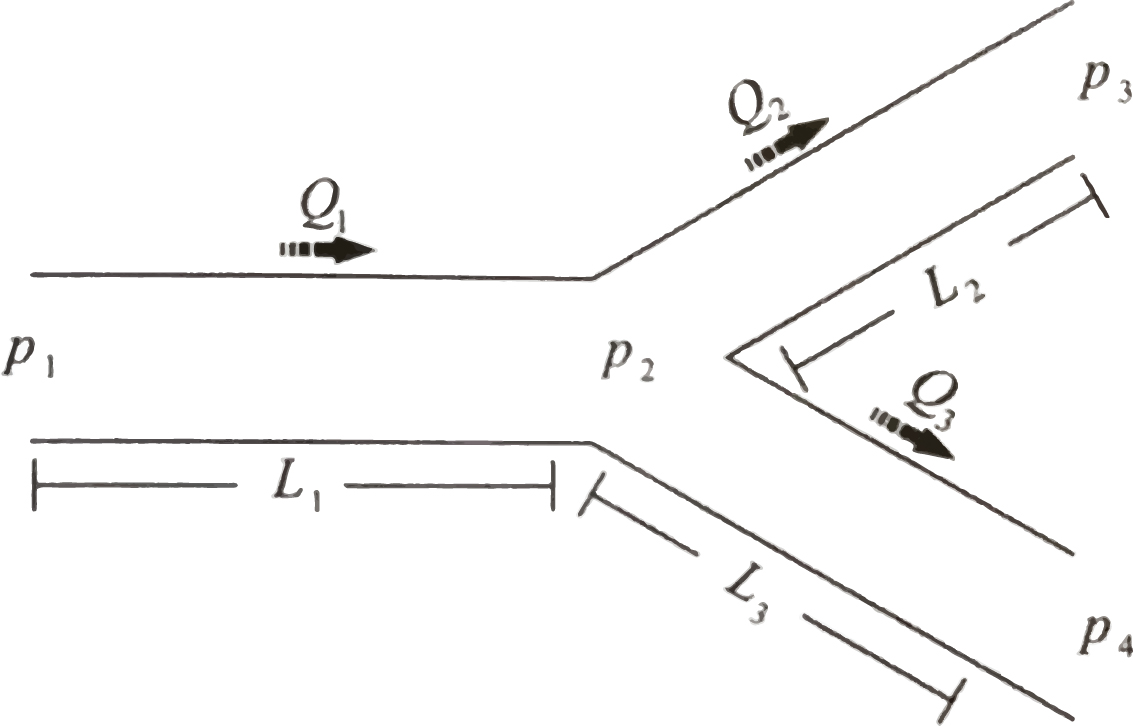 p₃
Q₂
Q₁
L₂
p₁
p₂
Q₃
L₁
L₃
p₄